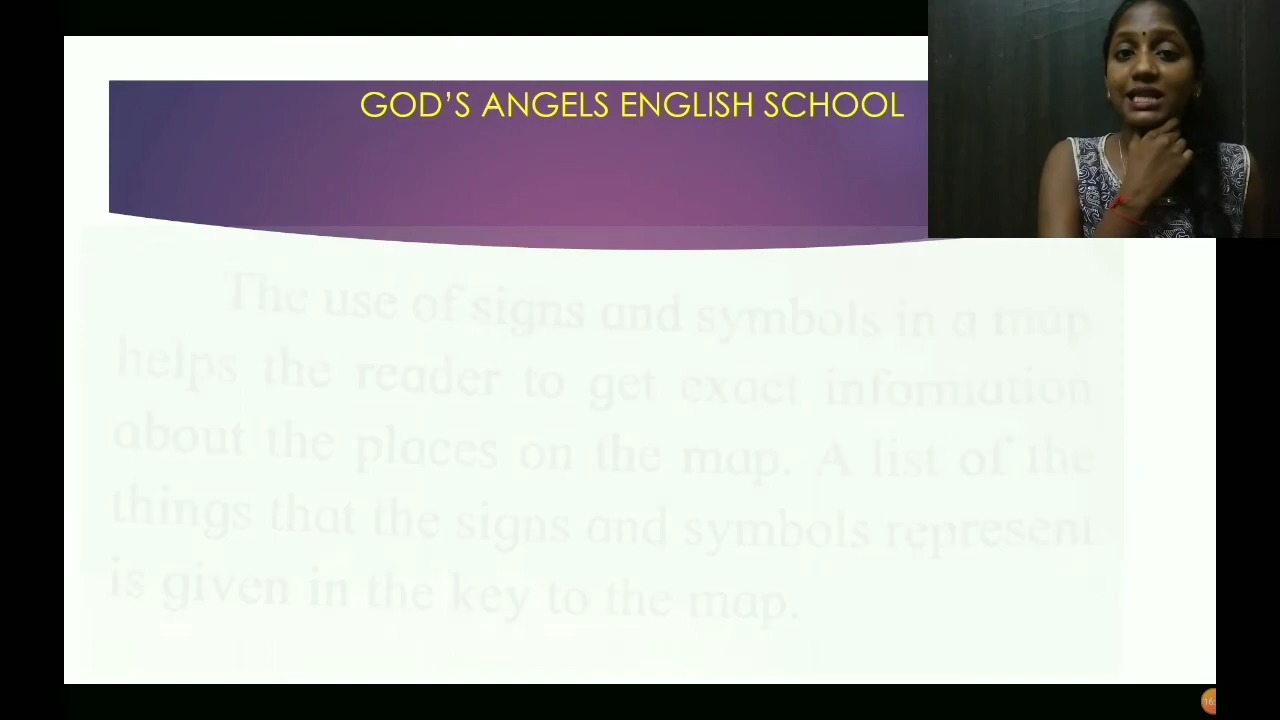 GOD'S ANGELS ENGLISH SCHOOL
The use of signs and symbols in a map
helps the reader to get exact information
about the places on the map. A list of the
things that the signs and symbols represent
is given in the key to the map.